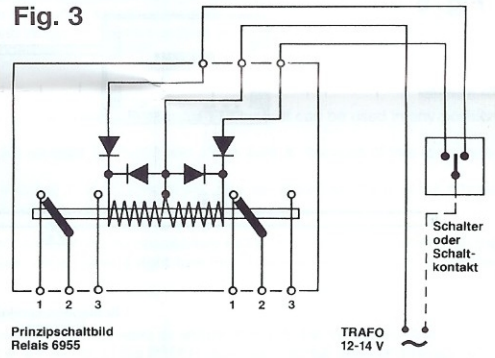 Fig. 3
Schalter
oder
Schalt-
kontakt
1 2 3 1 2 3
Prinzipschaltbild
Relais 6955
TRAFO
12-14 V ~